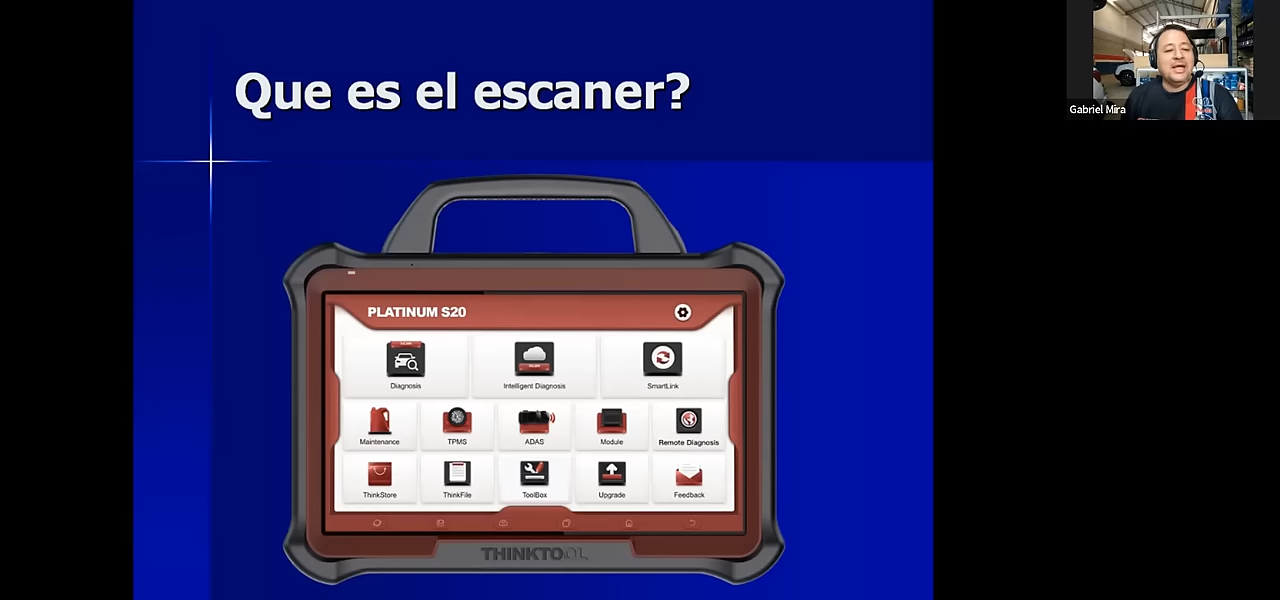 Que es el escaner?
Gabriel Mira
PLATINUM S20
Diagnosis
Intelligent Diagnosis
SmartLink
Maintenance
TPMS
ADAS
Module
Remote Diagnosis
ThinkStore
ThinkFile
ToolBox
Upgrade
Feedback
THINKTOOL